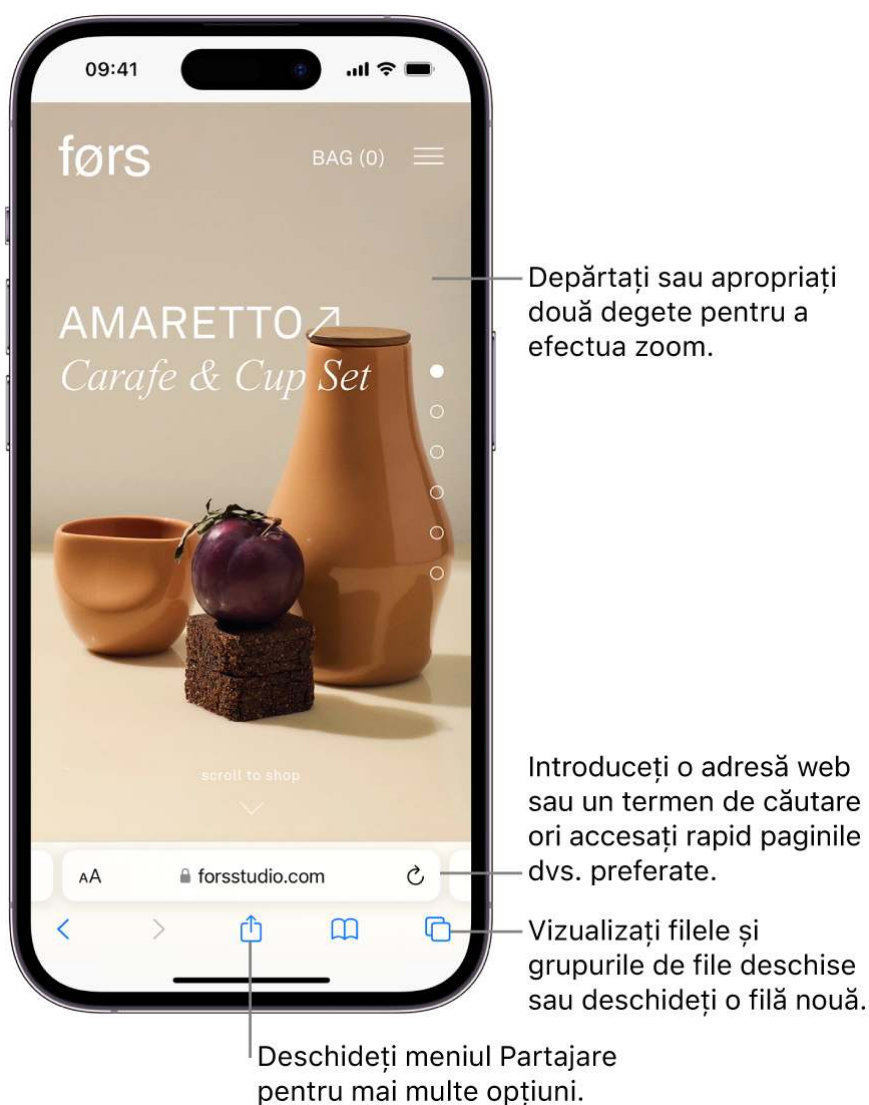 09:41
førs
BAG (0)
Depărtați sau apropiați
două degete pentru a
efectua zoom.
AMARETTO↗
Carafe & Cup Set
scroll to shop
Introduceți o adresă web
sau un termen de căutare
ori accesați rapid paginile
dvs. preferate.
AA
forsstudio.com
Vizualizați filele și
grupurile de file deschise
sau deschideți o filă nouă.
Deschideți meniul Partajare
pentru mai multe opțiuni.